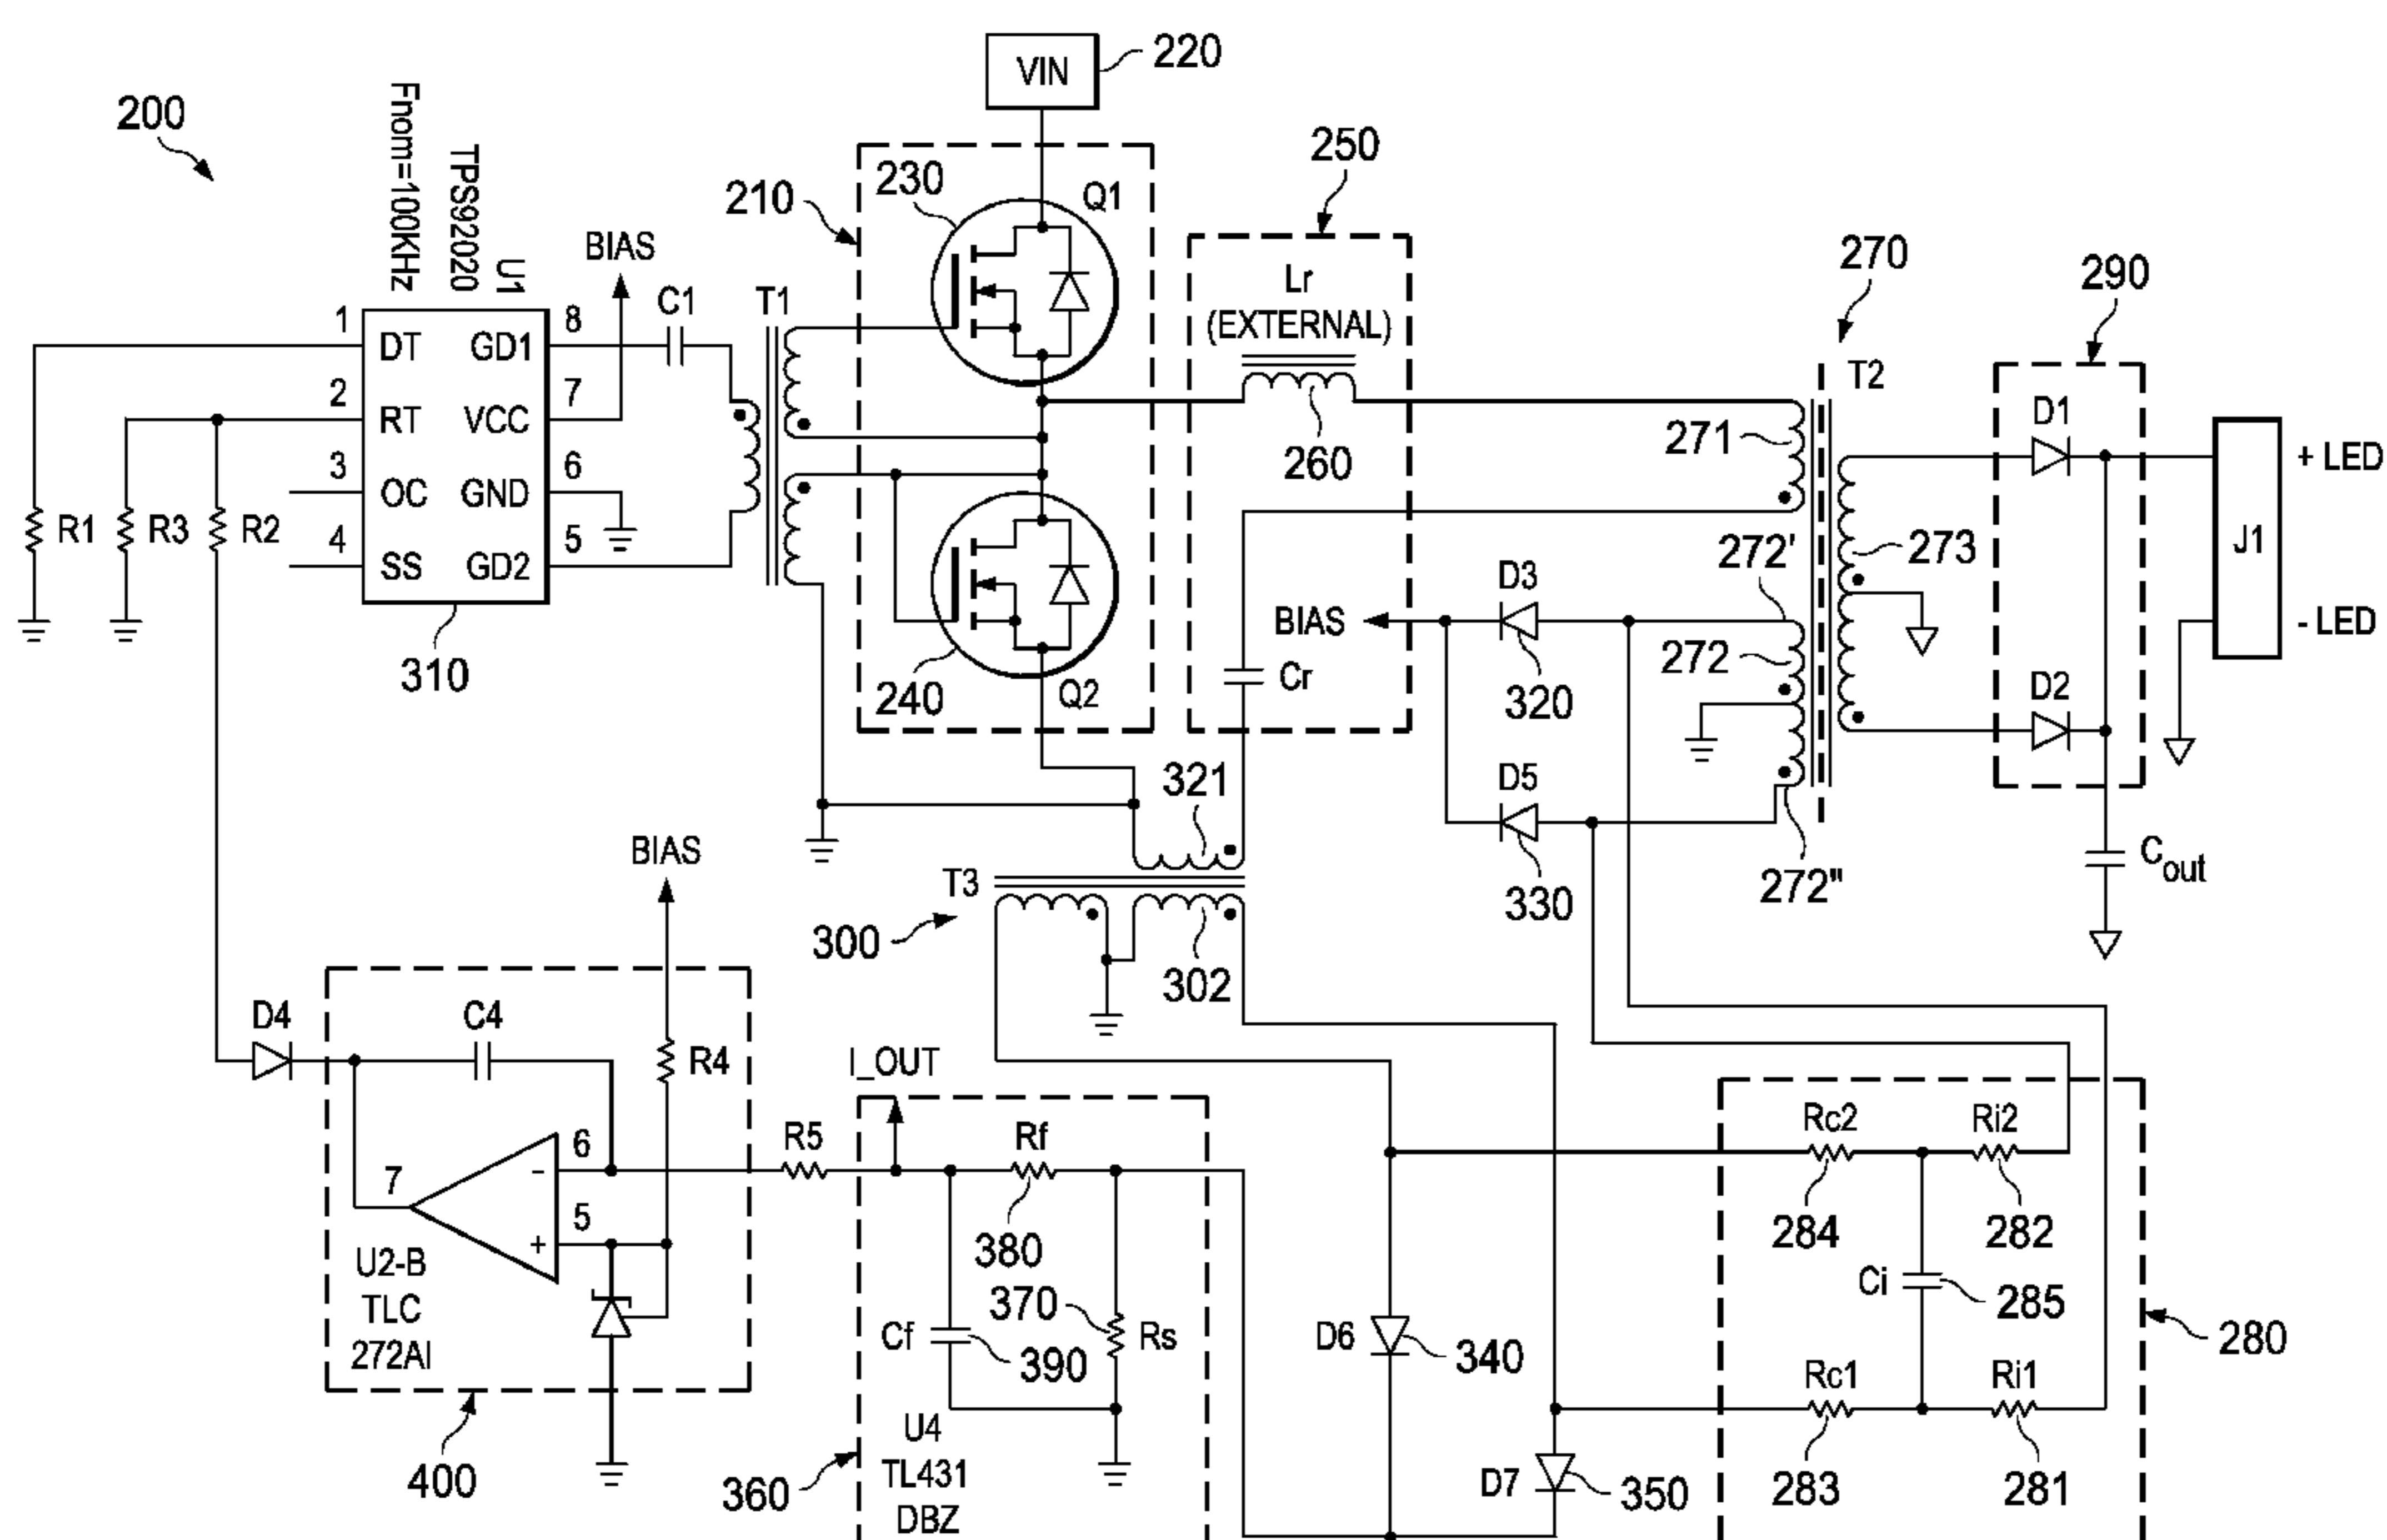 200
Fnom=100KHz
TPS92020
U1
VIN
220
210
230
Q1
250
Lr
(EXTERNAL)
260
270
T2
290
D1
+ LED
J1
- LED
D2
271
272'
272
272"
273
BIAS
C1
T1
1
DT
GD1
8
2
RT
VCC
7
3
OC
GND
6
4
SS
GD2
5
R1
R3
R2
310
240
Q2
BIAS
Cr
D3
320
D5
330
Cout
321
T3
300
302
BIAS
D4
C4
R4
I_OUT
R5
Rf
380
7
6
-
5
+
U2-B
TLC
272AI
400
370
Cf
390
Rs
U4
TL431
DBZ
360
D6
340
D7
350
Rc2
Ri2
284
282
Ci
285
280
Rc1
Ri1
283
281